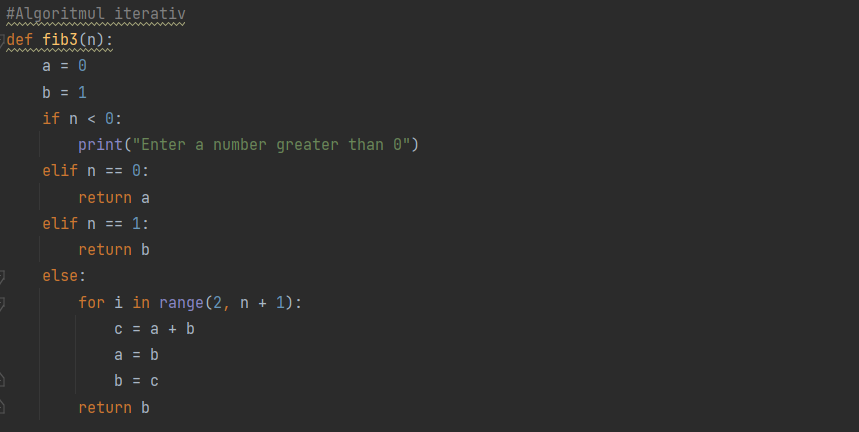 #Algoritmul iterativ
def fib3(n):
    a = 0
    b = 1
    if n < 0:
        print("Enter a number greater than 0")
    elif n == 0:
        return a
    elif n == 1:
        return b
    else:
        for i in range(2, n + 1):
            c = a + b
            a = b
            b = c
        return b